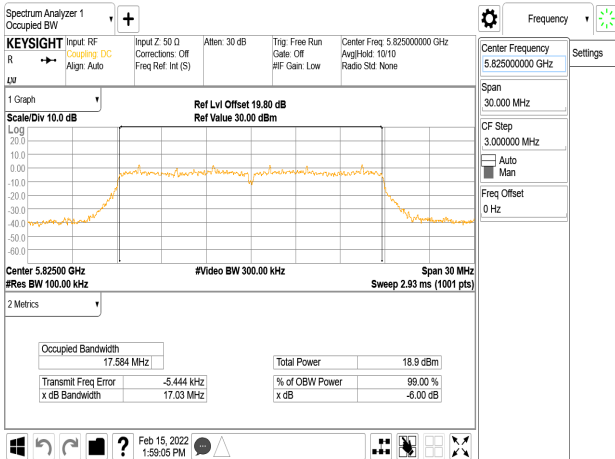 Spectrum Analyzer 1
Occupied BW
Frequency
KEYSIGHT
R
Input: RF
Coupling: DC
Align: Auto
Input Z: 50 Ω
Corrections: Off
Freq Ref: Int (S)
Atten: 30 dB
Trig: Free Run
Gate: Off
#IF Gain: Low
Center Freq: 5.825000000 GHz
Avg|Hold: 10/10
Radio Std: None
Center Frequency
5.825000000 GHz
Settings
Span
30.000 MHz
CF Step
3.000000 MHz
Auto
Man
Freq Offset
0 Hz
1 Graph
Scale/Div 10.0 dB
Ref Lvl Offset 19.80 dB
Ref Value 30.00 dBm
Log
20.0
10.0
0.00
-10.0
-20.0
-30.0
-40.0
-50.0
-60.0
Center 5.82500 GHz
#Res BW 100.00 kHz
#Video BW 300.00 kHz
Span 30 MHz
Sweep 2.93 ms (1001 pts)
2 Metrics
Occupied Bandwidth
17.584 MHz
Total Power 18.9 dBm
Transmit Freq Error -5.444 kHz
% of OBW Power 99.00 %
x dB Bandwidth 17.03 MHz
x dB -6.00 dB
?
Feb 15, 2022
1:59:05 PM